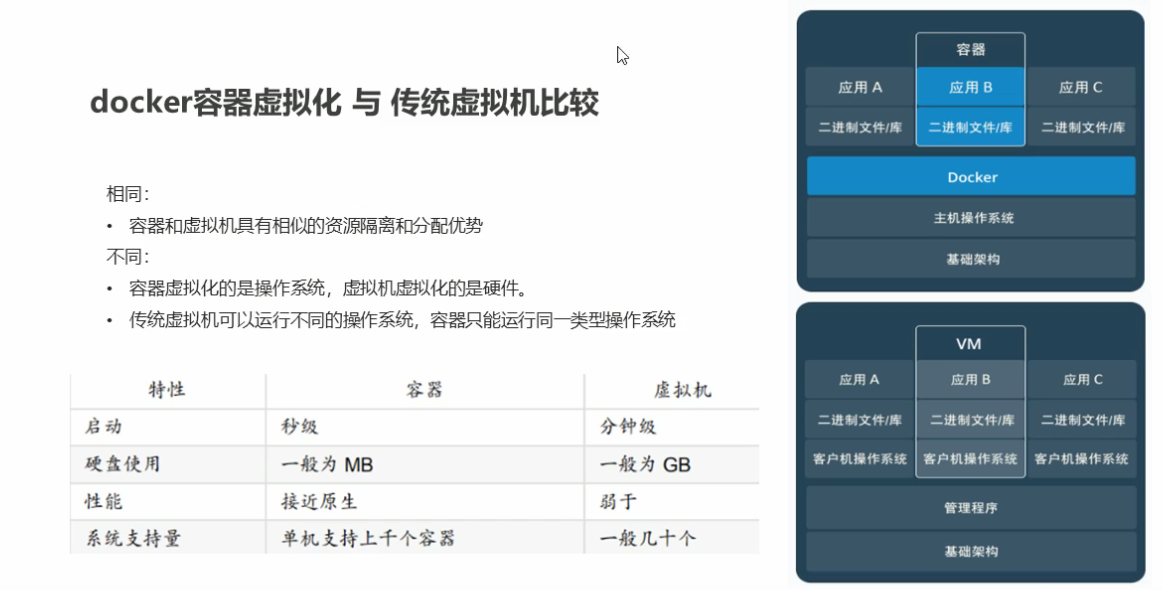 docker容器虚拟化 与 传统虚拟机比较
相同：
• 容器和虚拟机具有相似的资源隔离和分配优势
不同：
• 容器虚拟化的是操作系统，虚拟机虚拟化的是硬件。
• 传统虚拟机可以运行不同的操作系统，容器只能运行同一类型操作系统
特性 容器 虚拟机
启动 秒级 分钟级
硬盘使用 一般为 MB 一般为 GB
性能 接近原生 弱于
系统支持量 单机支持上千个容器 一般几十个
容器
应用 A 应用 B 应用 C
二进制文件/库 二进制文件/库 二进制文件/库
Docker
主机操作系统
基础架构
VM
应用 A 应用 B 应用 C
二进制文件/库 二进制文件/库 二进制文件/库
客户机操作系统 客户机操作系统 客户机操作系统
管理程序
基础架构